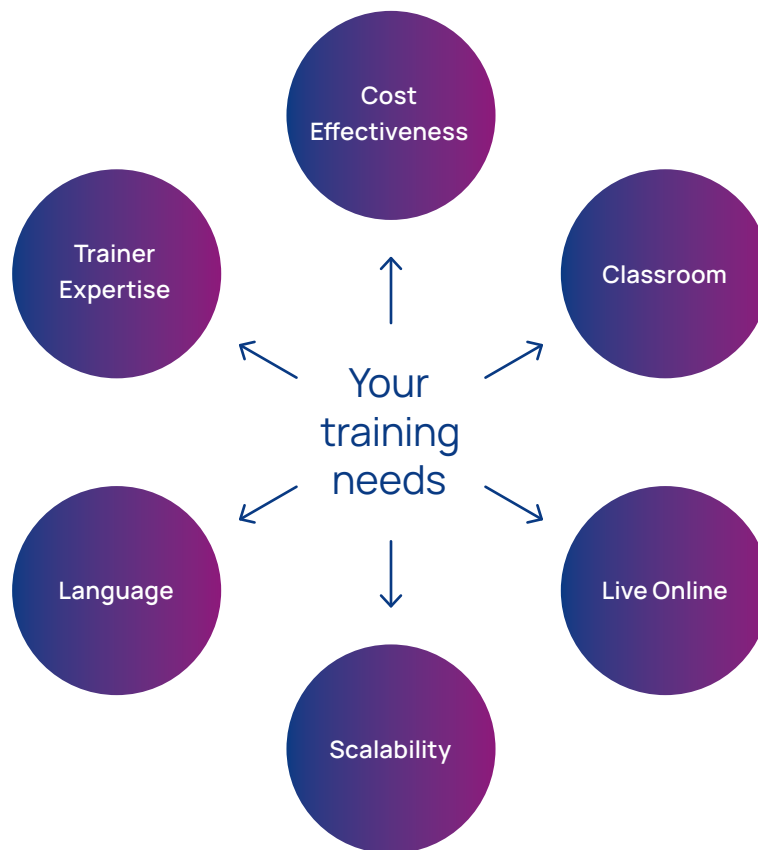 Cost
Effectiveness
Trainer
Expertise
Classroom
Your
training
needs
Language
Live Online
Scalability